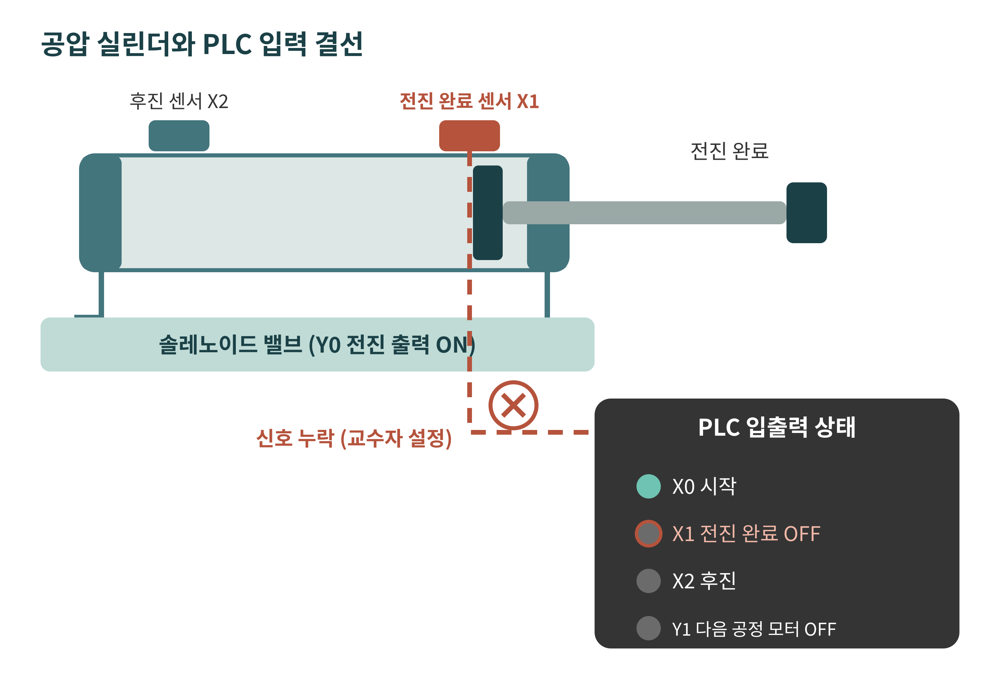 공압 실린더와 PLC 입력 결선
후진 센서 X2
전진 완료 센서 X1
전진 완료
솔레노이드 밸브 (Y0 전진 출력 ON)
신호 누락 (교수자 설정)
PLC 입출력 상태
X0 시작
X1 전진 완료 OFF
X2 후진
Y1 다음 공정 모터 OFF